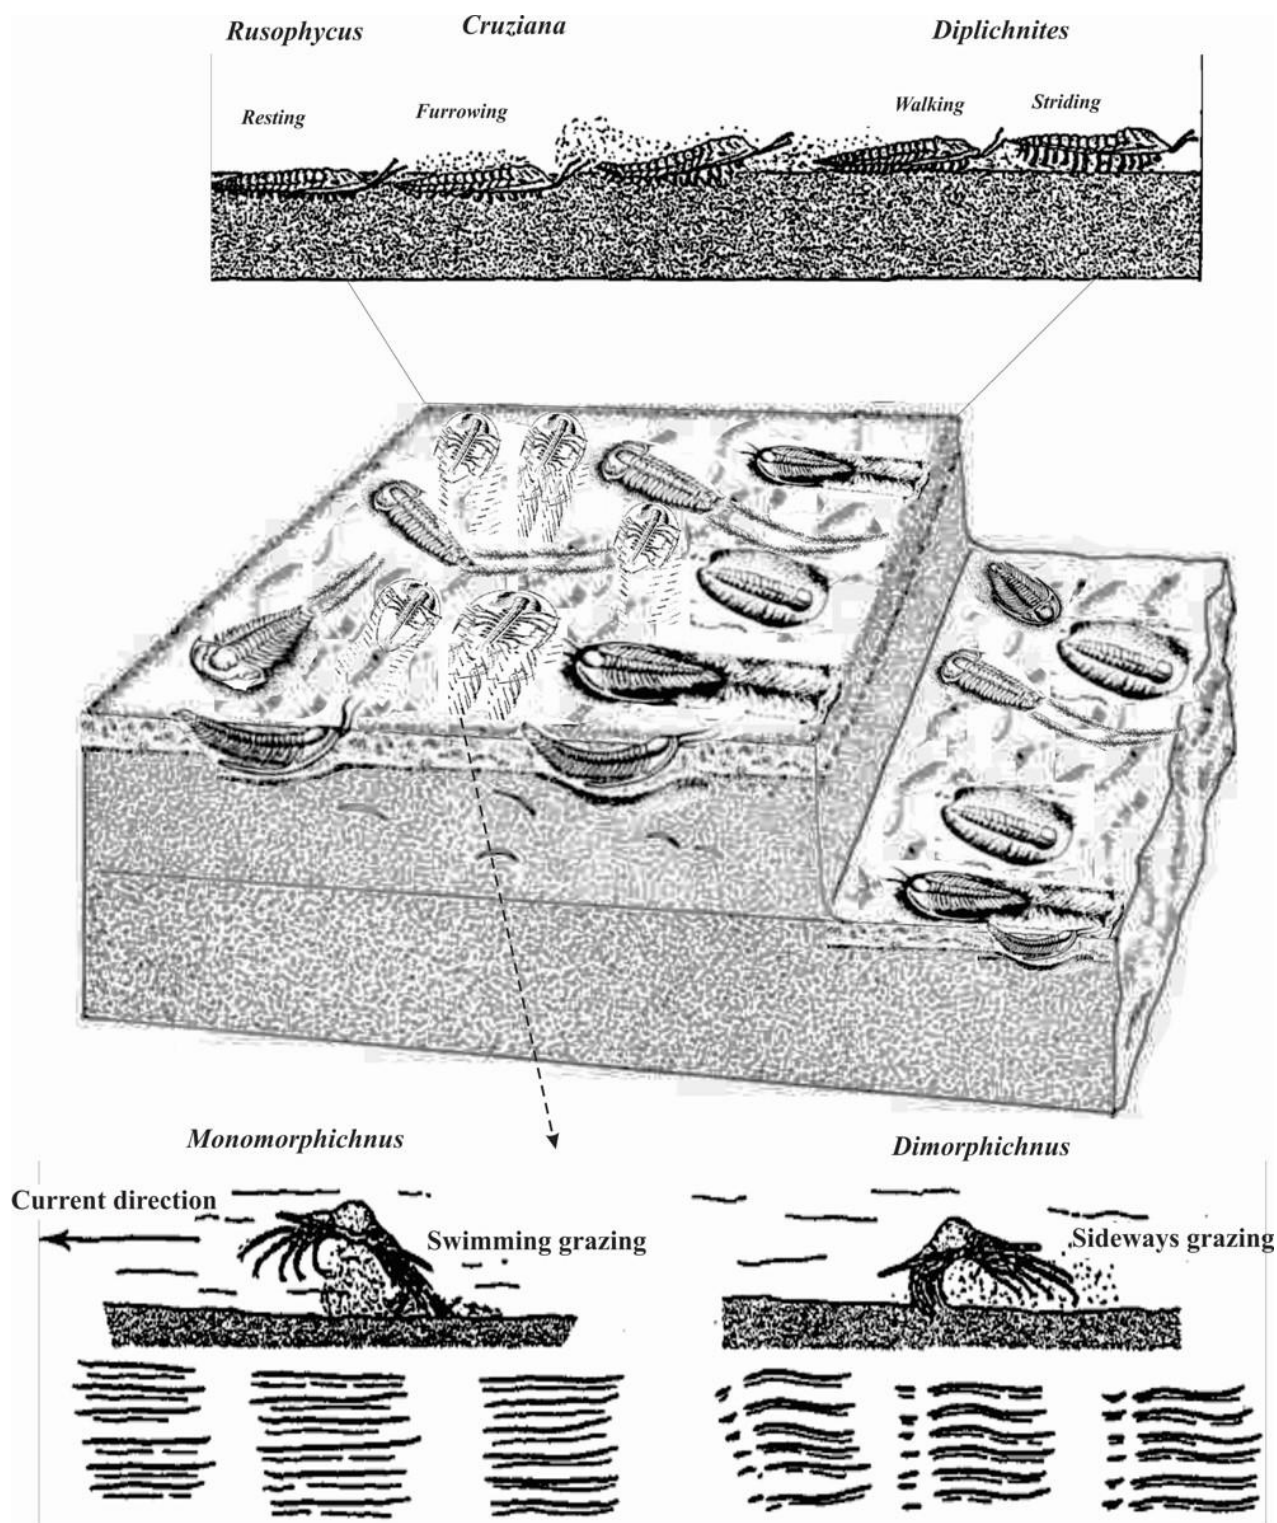 Rusophycus
Cruziana
Diplichnites
Resting
Furrowing
Walking
Striding
Monomorphichnus
Dimorphichnus
Current direction
Swimming grazing
Sideways grazing